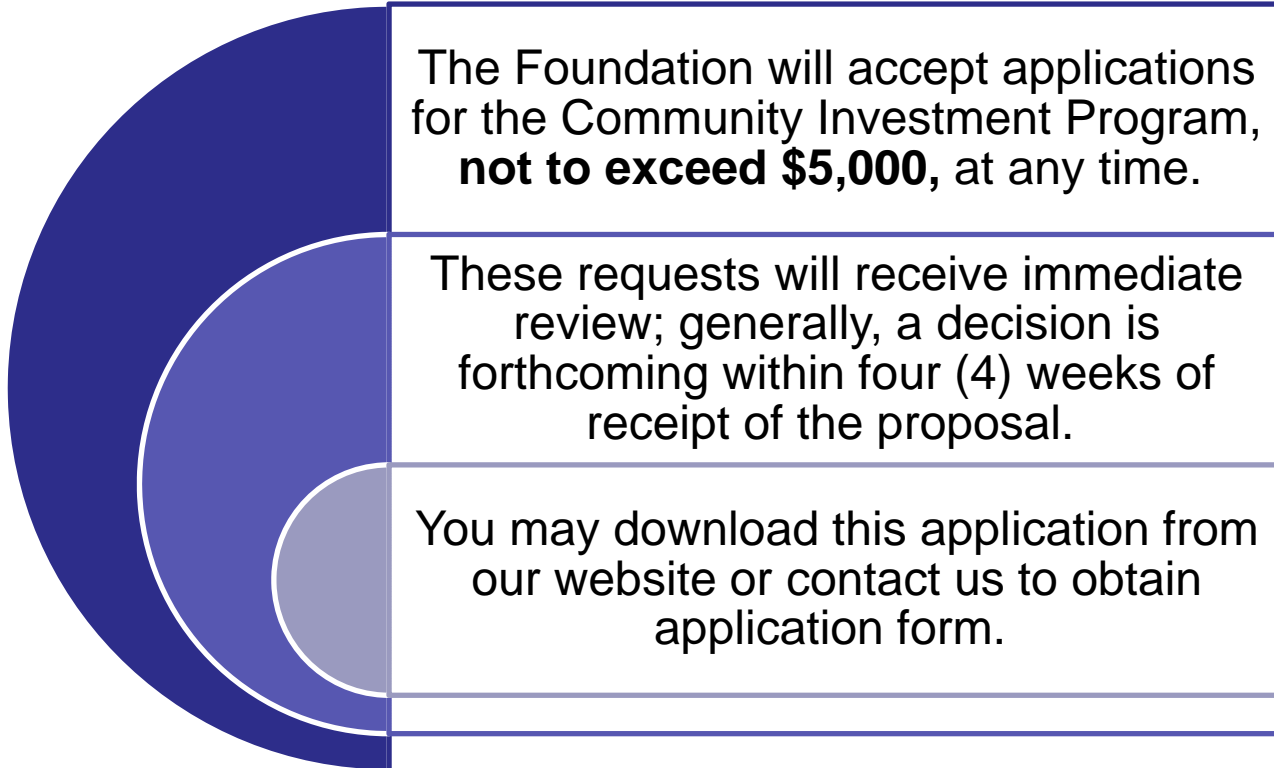 The Foundation will accept applications
for the Community Investment Program,
not to exceed $5,000, at any time.
These requests will receive immediate
review; generally, a decision is
forthcoming within four (4) weeks of
receipt of the proposal.
You may download this application from
our website or contact us to obtain
application form.